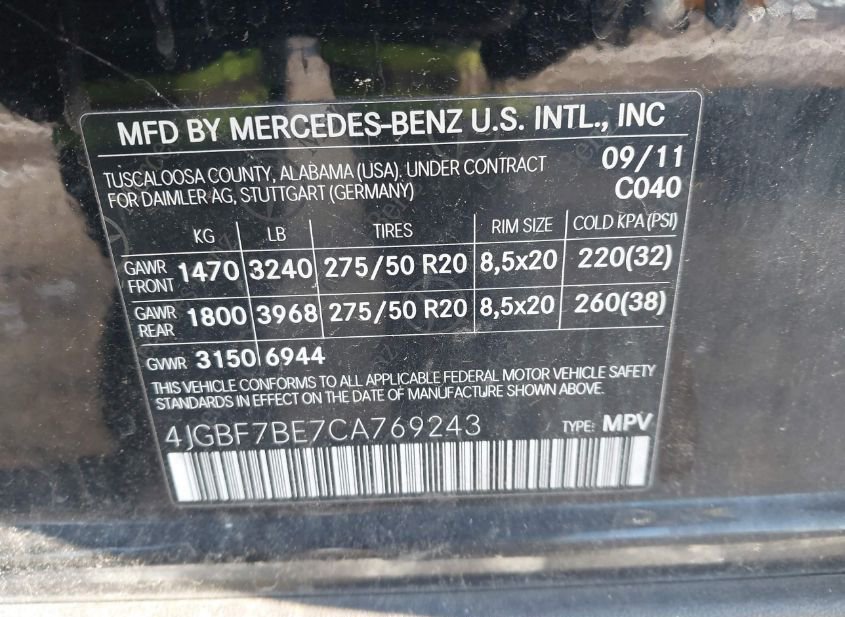 MFD BY MERCEDES-BENZ U.S. INTL., INC
TUSCALOOSA COUNTY, ALABAMA (USA). UNDER CONTRACT 09/11
FOR DAIMLER AG, STUTTGART (GERMANY) C040
KG LB TIRES RIM SIZE COLD KPA(PSI)
GAWR FRONT 1470 3240 275/50 R20 8,5x20 220(32)
GAWR REAR 1800 3968 275/50 R20 8,5x20 260(38)
GVWR 3150 6944
THIS VEHICLE CONFORMS TO ALL APPLICABLE FEDERAL MOTOR VEHICLE SAFETY
STANDARDS IN EFFECT ON THE DATE OF MANUFACTURE SHOWN ABOVE.
4JGBF7BE7CA769243 TYPE: MPV